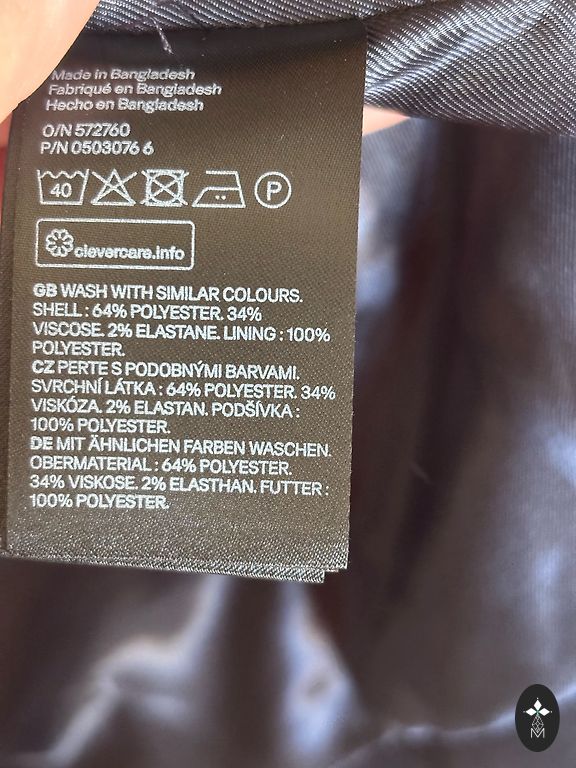 Made in Bangladesh
Fabriqué en Bangladesh
Hecho en Bangladesh
O/N 572760
P/N 0503076 6
40
P
clevercare.info
GB WASH WITH SIMILAR COLOURS.
SHELL : 64% POLYESTER. 34%
VISCOSE. 2% ELASTANE. LINING : 100%
POLYESTER.
CZ PERTE S PODOBNÝMI BARVAMI.
SVRCHNÍ LÁTKA : 64% POLYESTER. 34%
VISKÓZA. 2% ELASTAN. PODŠÍVKA :
100% POLYESTER.
DE MIT ÄHNLICHEN FARBEN WASCHEN.
OBERMATERIAL : 64% POLYESTER.
34% VISKOSE. 2% ELASTHAN. FUTTER :
100% POLYESTER.
M